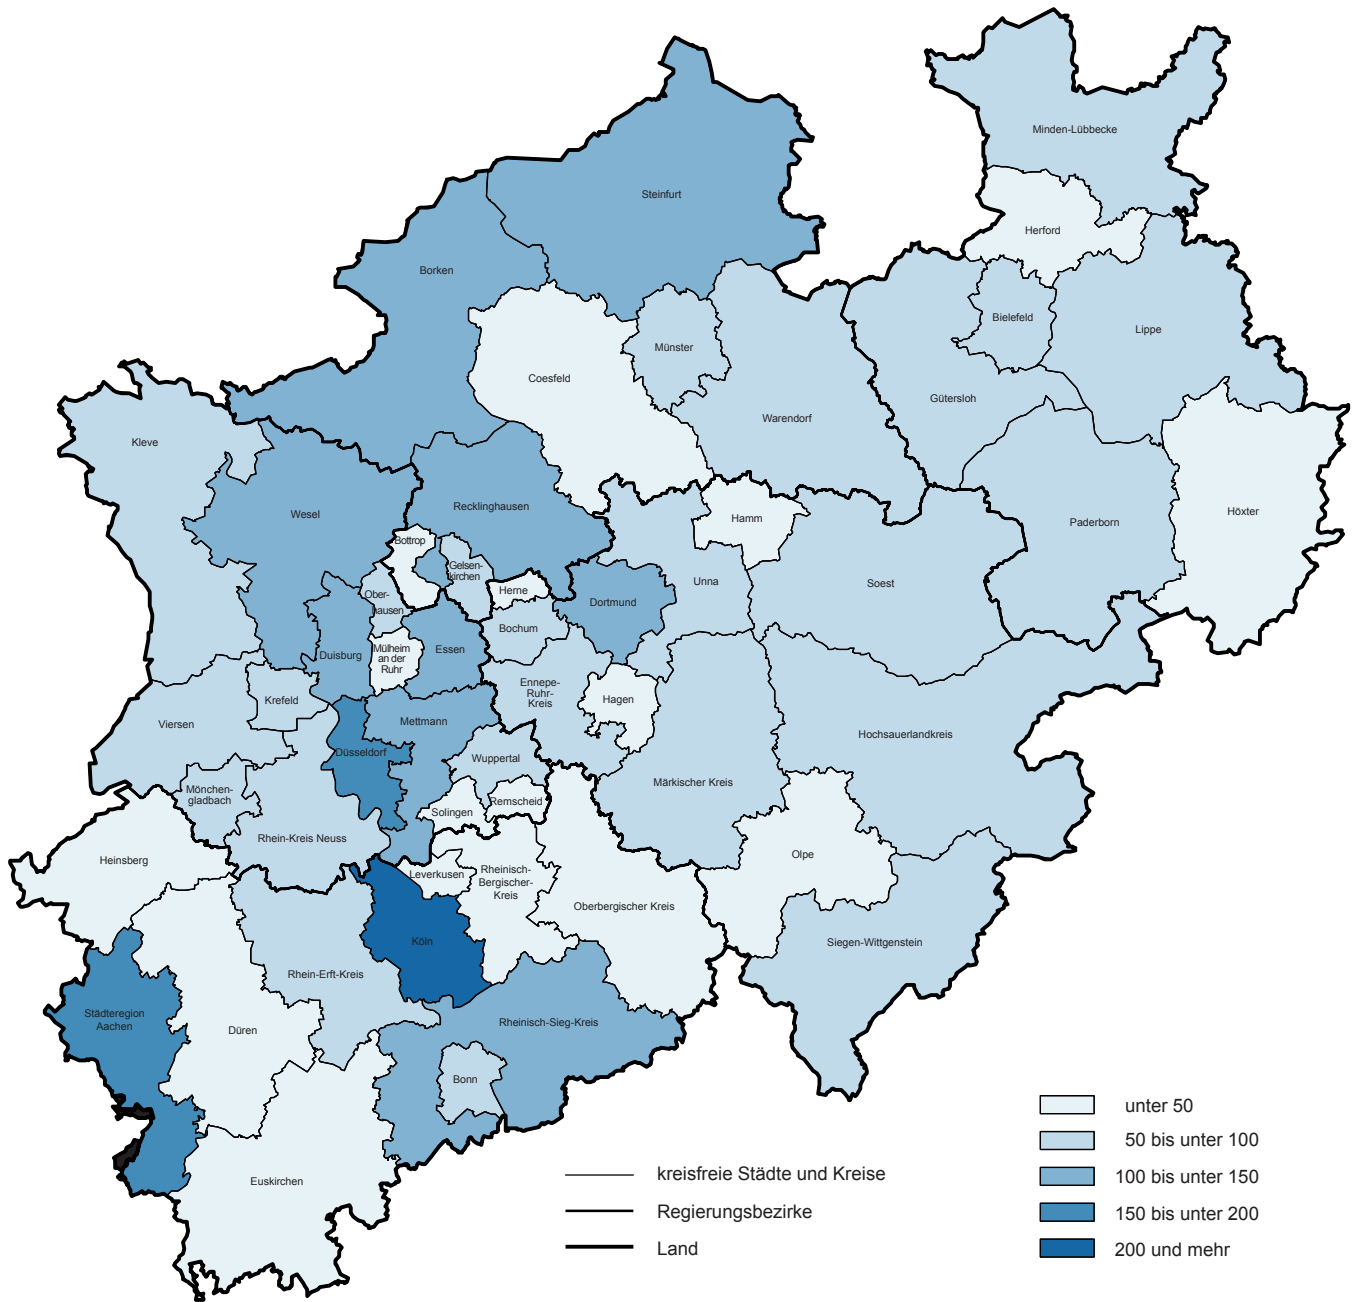 Minden-Lübbecke
Steinfurt
Herford
Borken
Bielefeld
Lippe
Münster
Coesfeld
Gütersloh
Warendorf
Kleve
Recklinghausen
Wesel
Hamm
Höxter
Paderborn
Bottrop
Gelsen-
kirchen
Unna
Soest
Herne
Ober-
hausen
Dortmund
Bochum
Mülheim
an der
Ruhr
Essen
Duisburg
Ennepe-
Ruhr-
Kreis
Hagen
Krefeld
Viersen
Mettmann
Hochsauerlandkreis
Düsseldorf
Wuppertal
Märkischer Kreis
Mönchen-
gladbach
Remscheid
Solingen
Rhein-Kreis Neuss
Heinsberg
Olpe
Leverkusen
Rheinisch-
Bergischer-
Kreis
Oberbergischer Kreis
Köln
Siegen-Wittgenstein
Rhein-Erft-Kreis
Städteregion
Aachen
Düren
Rheinisch-Sieg-Kreis
Bonn
Euskirchen
kreisfreie Städte und Kreise
Regierungsbezirke
Land
unter 50
50 bis unter 100
100 bis unter 150
150 bis unter 200
200 und mehr